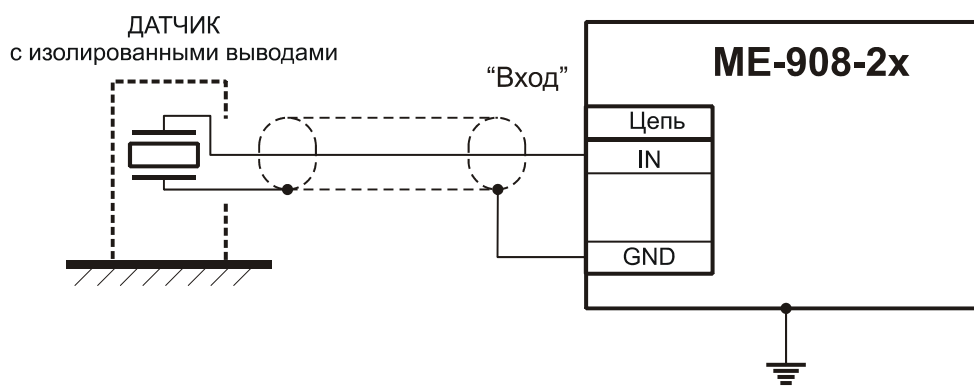 ДАТЧИК
с изолированными выводами
“Вход”
МЕ-908-2х
Цепь
IN
GND